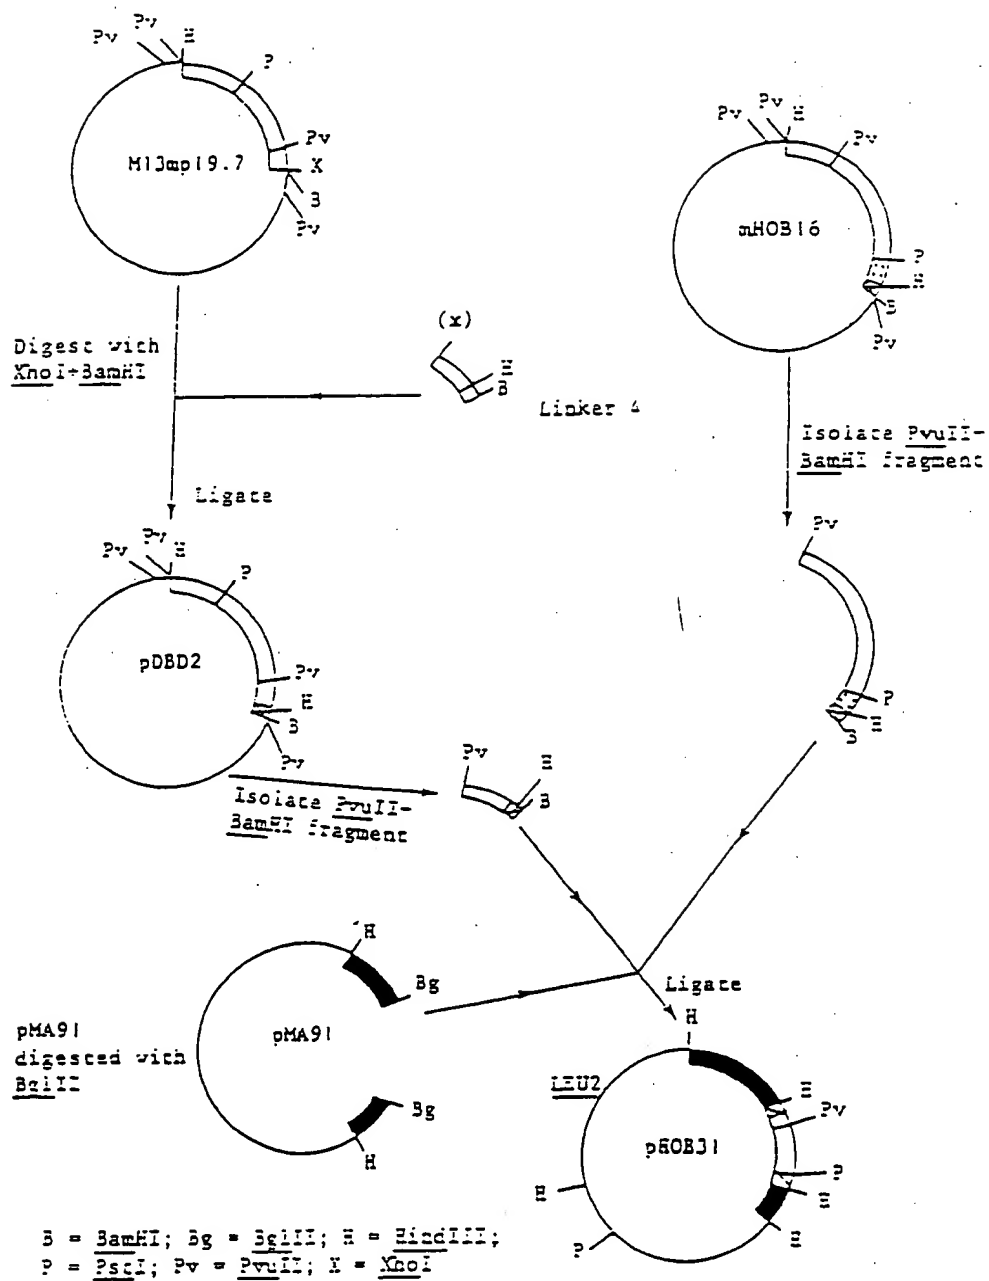 Pv Pv H
P
M13mp19.7
Pv
X
B
Pv
Pv Pv H
Pv
mHOB16
P
H
B
Pv
Digest with
XhoI+BamHI
(x)
H
B
Linker 4
Isolate PvuII-
BamHI fragment
Ligate
Pv Pv H
P
pDBD2
Pv
H
B
Pv
Pv
P
H
B
Isolate PvuII-
BamHI fragment
Pv
H
B
H
Bg
pMA91
digested with
BglII
pMA91
Bg
H
Ligate
H
LEU2
H
Pv
pHOB31
P
H
H
H
P
B = BamHI; Bg = BglII; H = HindIII;
P = PstI; Pv = PvuII; X = XhoI